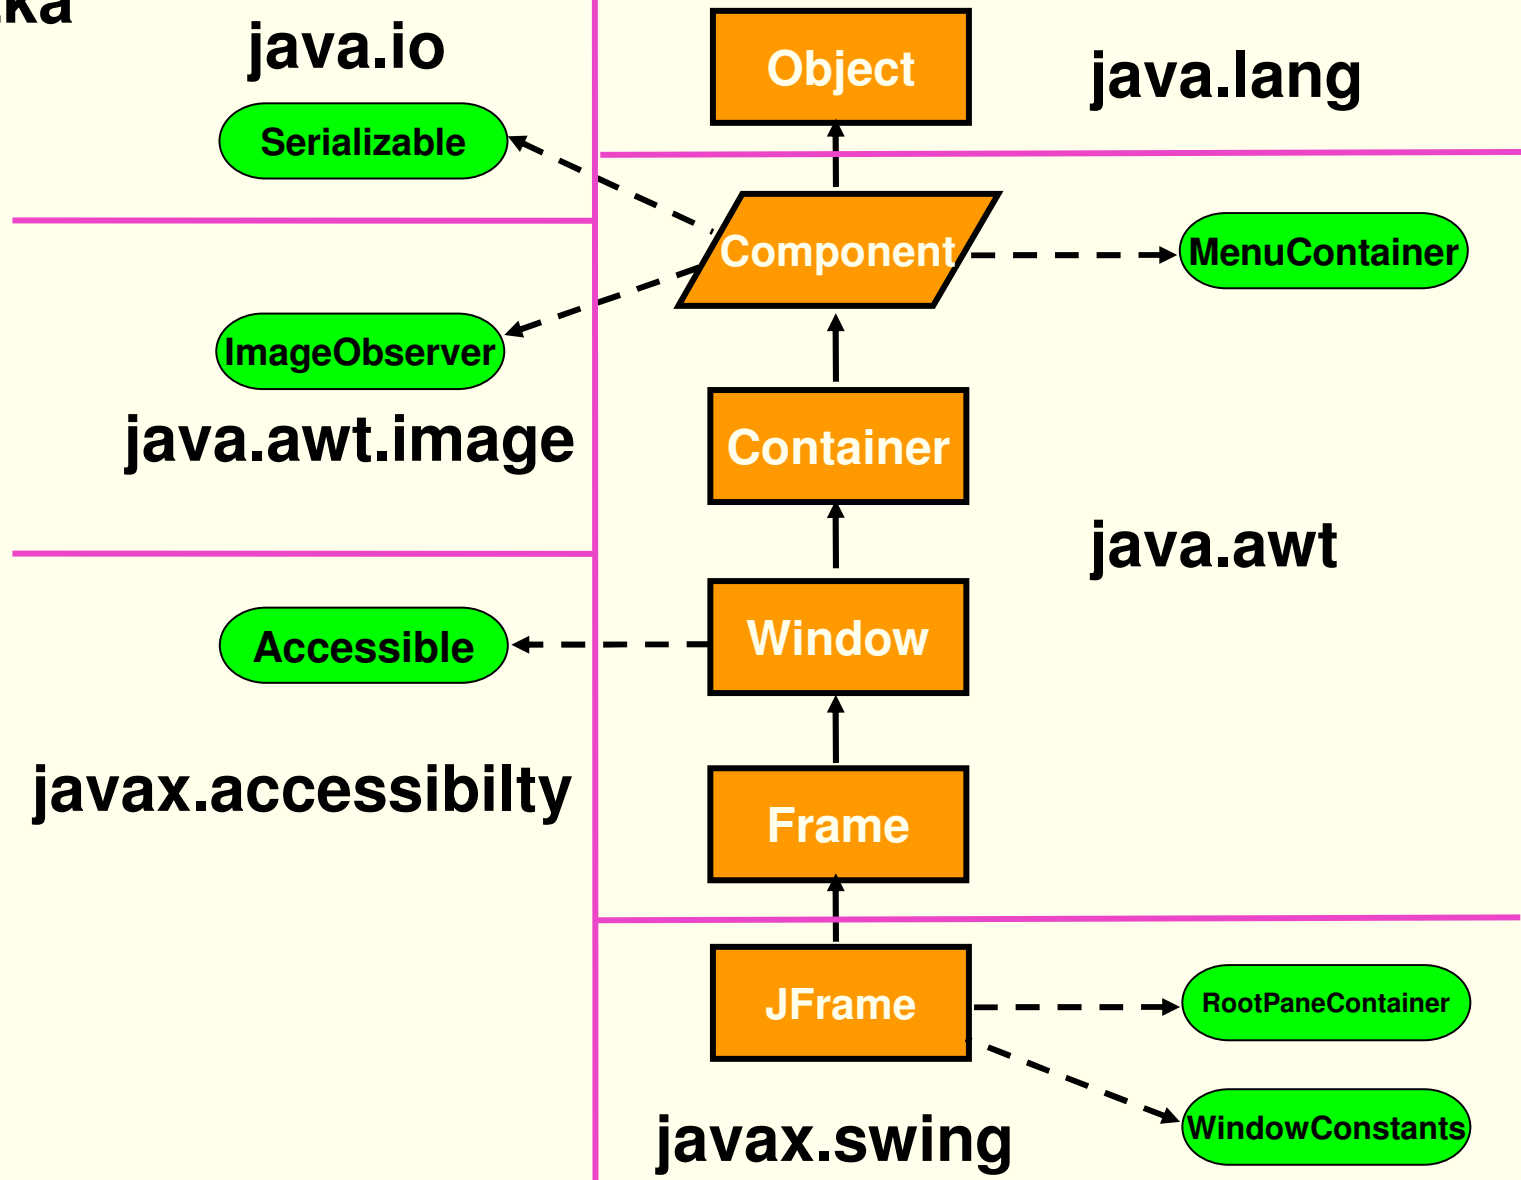 java.io
Object
java.lang
Serializable
Component
MenuContainer
ImageObserver
java.awt.image
Container
java.awt
Accessible
Window
javax.accessibilty
Frame
JFrame
RootPaneContainer
javax.swing
WindowConstants